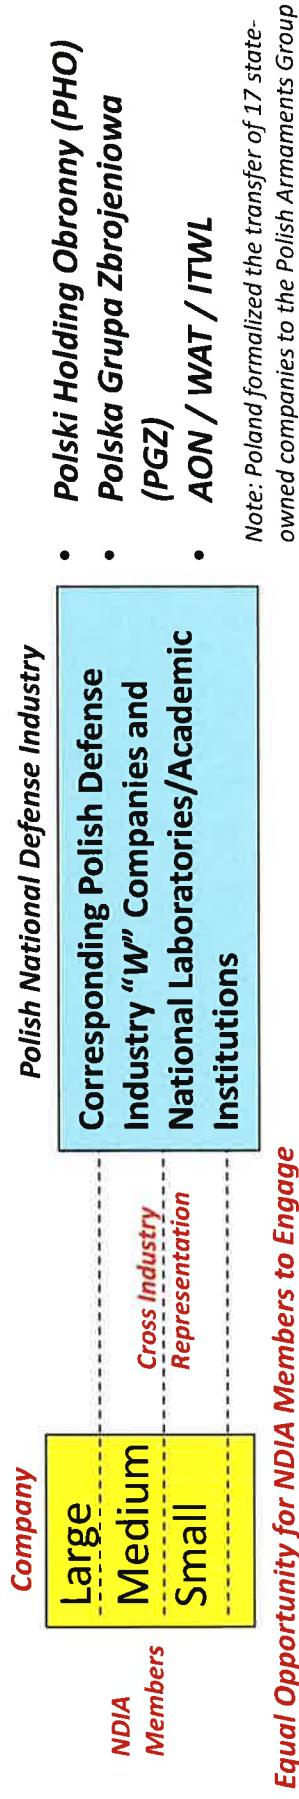 Company
NDIA
Members
Large
Medium
Small
Cross Industry
Representation
Equal Opportunity for NDIA Members to Engage
Polish National Defense Industry
Corresponding Polish Defense
Industry “W” Companies and
National Laboratories/Academic
Institutions
• Polski Holding Obronny (PHO)
• Polska Grupa Zbrojeniowa
(PGZ)
• AON / WAT / ITWL
Note: Poland formalized the transfer of 17 state-
owned companies to the Polish Armaments Group